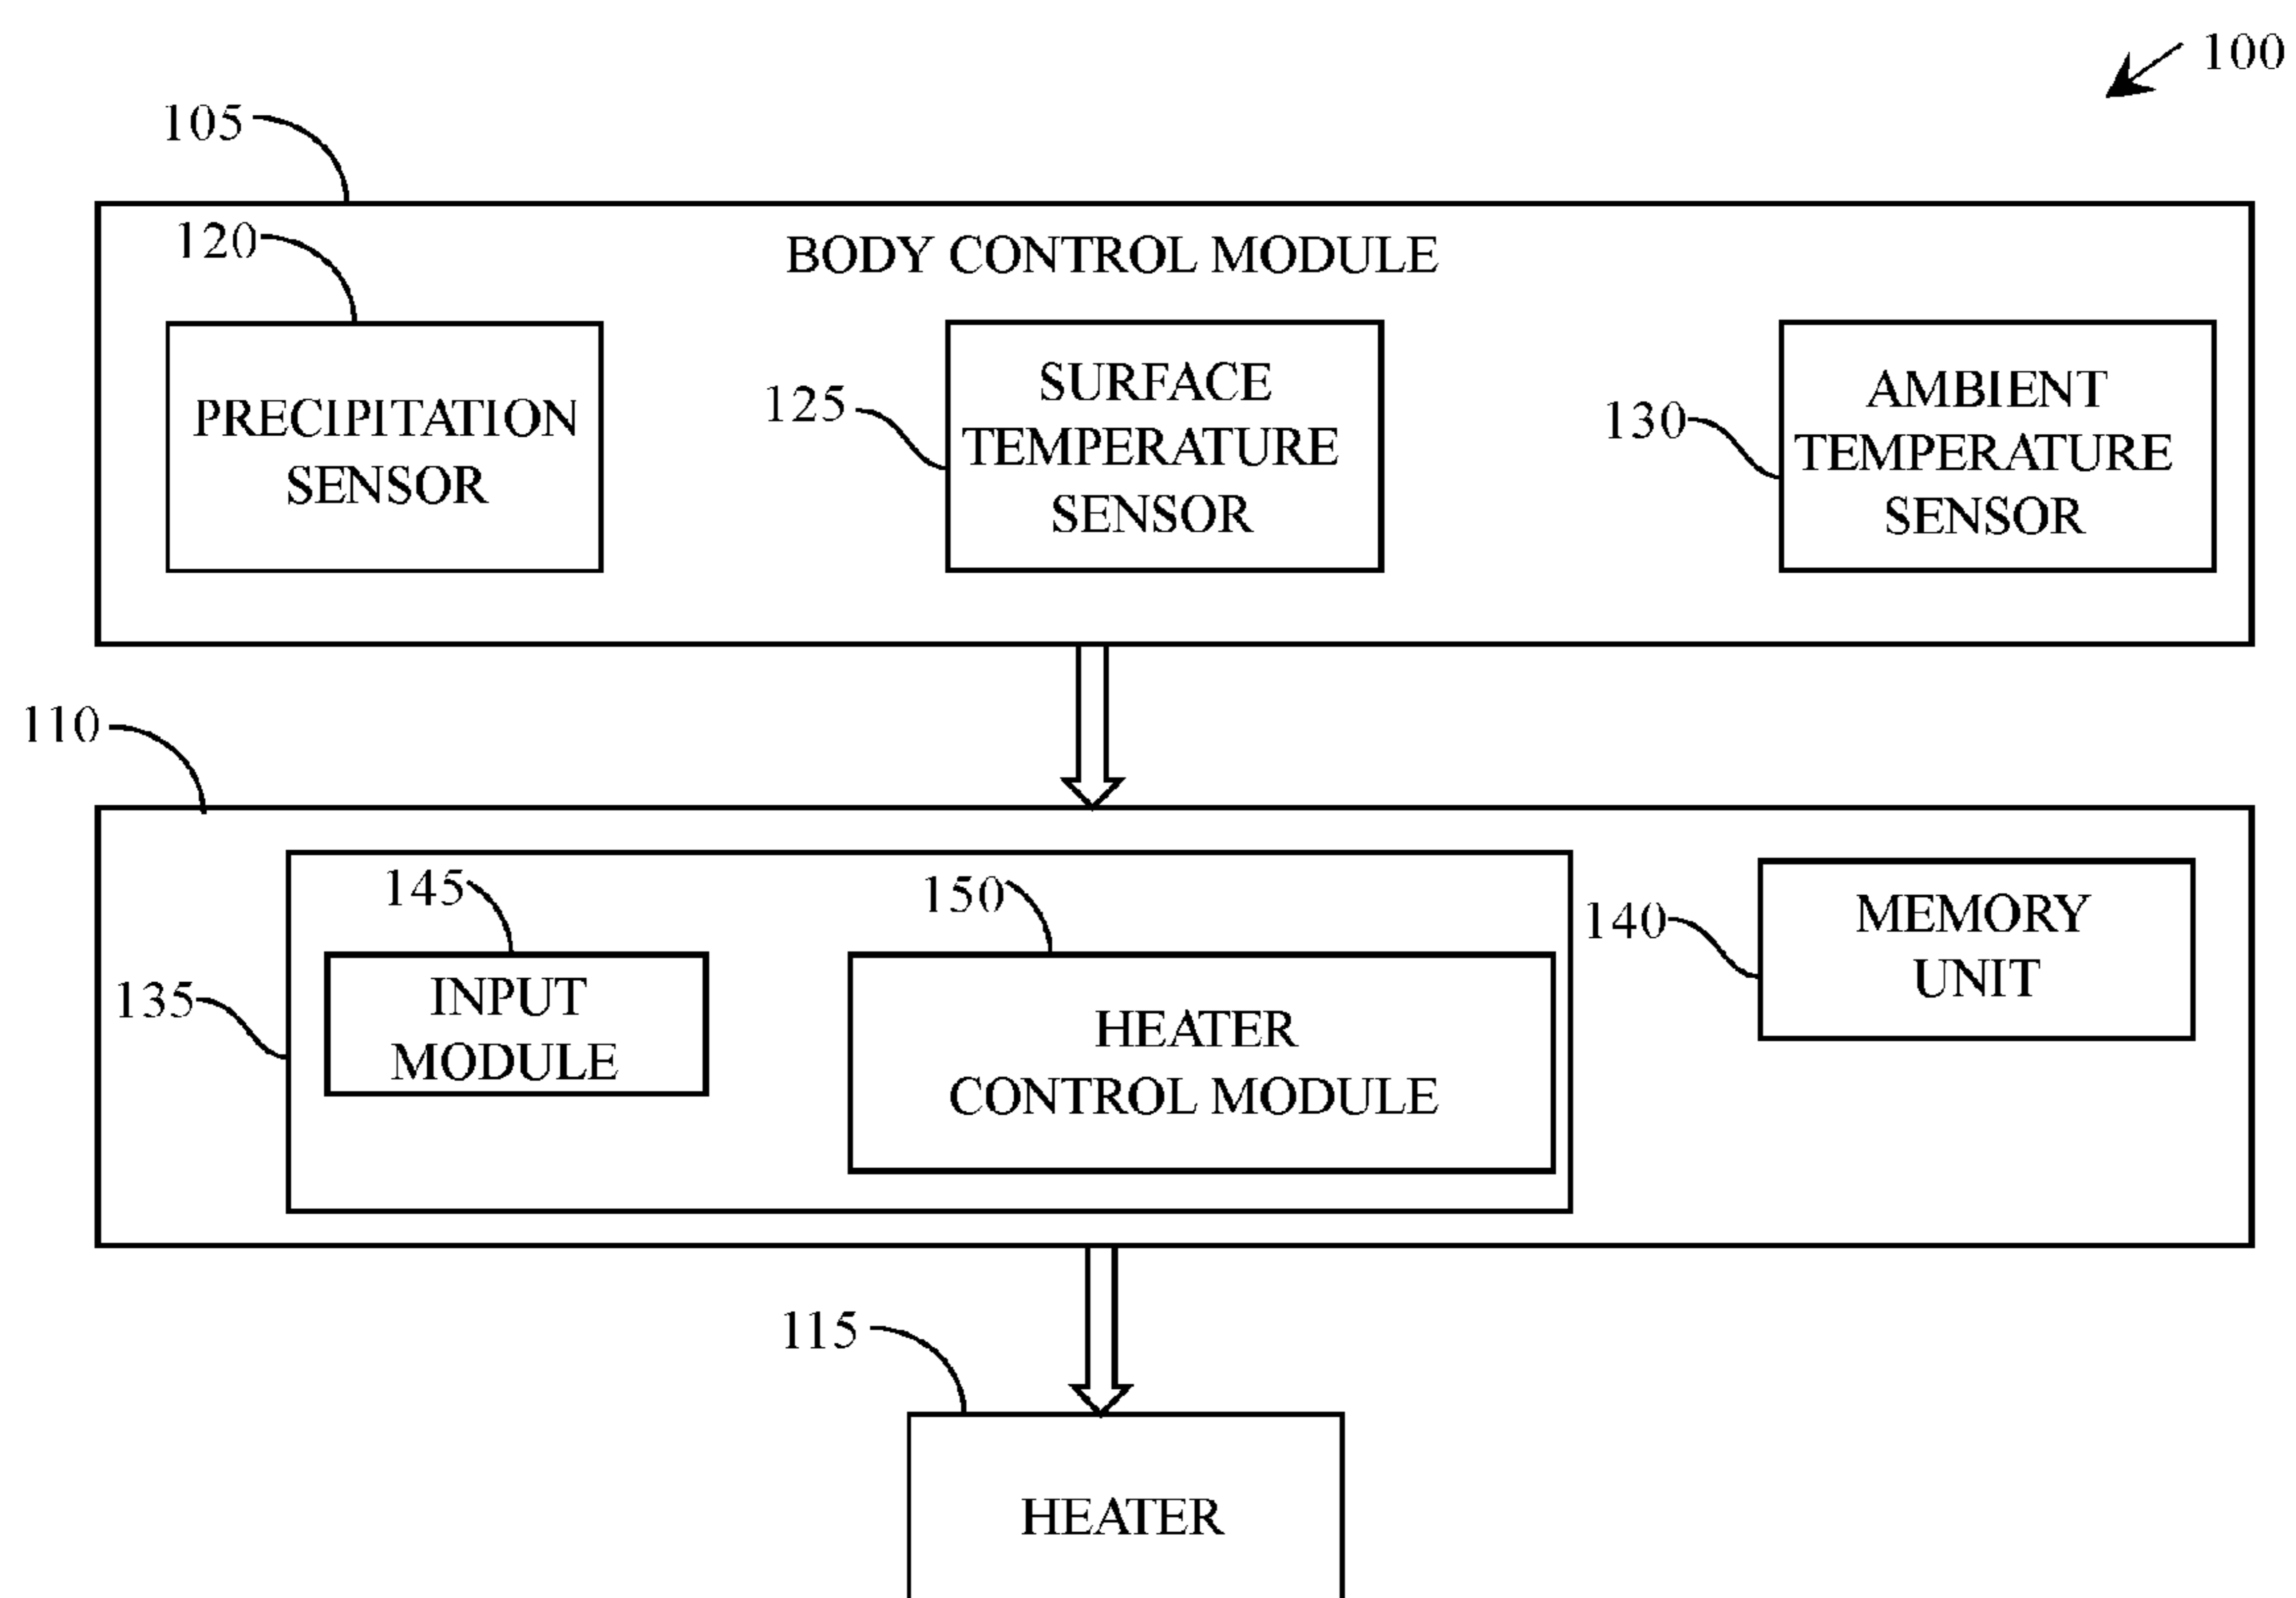 100
105
120
BODY CONTROL MODULE
PRECIPITATION
SENSOR
125
SURFACE
TEMPERATURE
SENSOR
130
AMBIENT
TEMPERATURE
SENSOR
110
135
145
INPUT
MODULE
150
HEATER
CONTROL MODULE
140
MEMORY
UNIT
115
HEATER